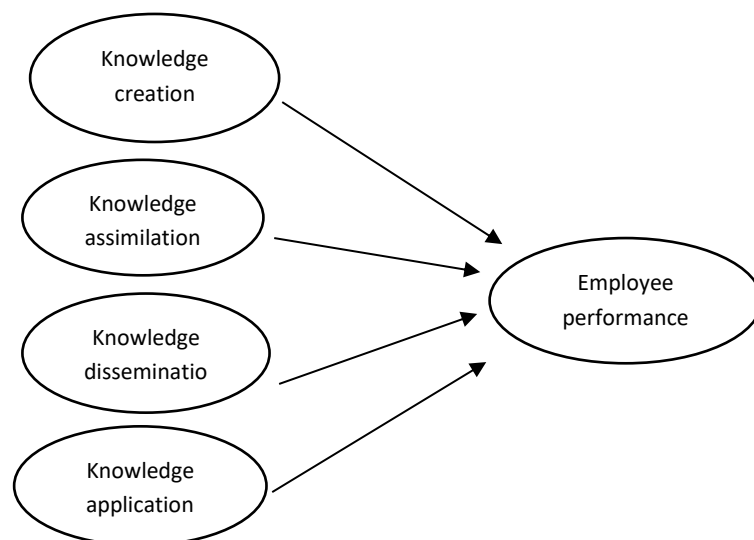 Knowledge
creation
Knowledge
assimilation
Employee
performance
Knowledge
disseminatio
Knowledge
application